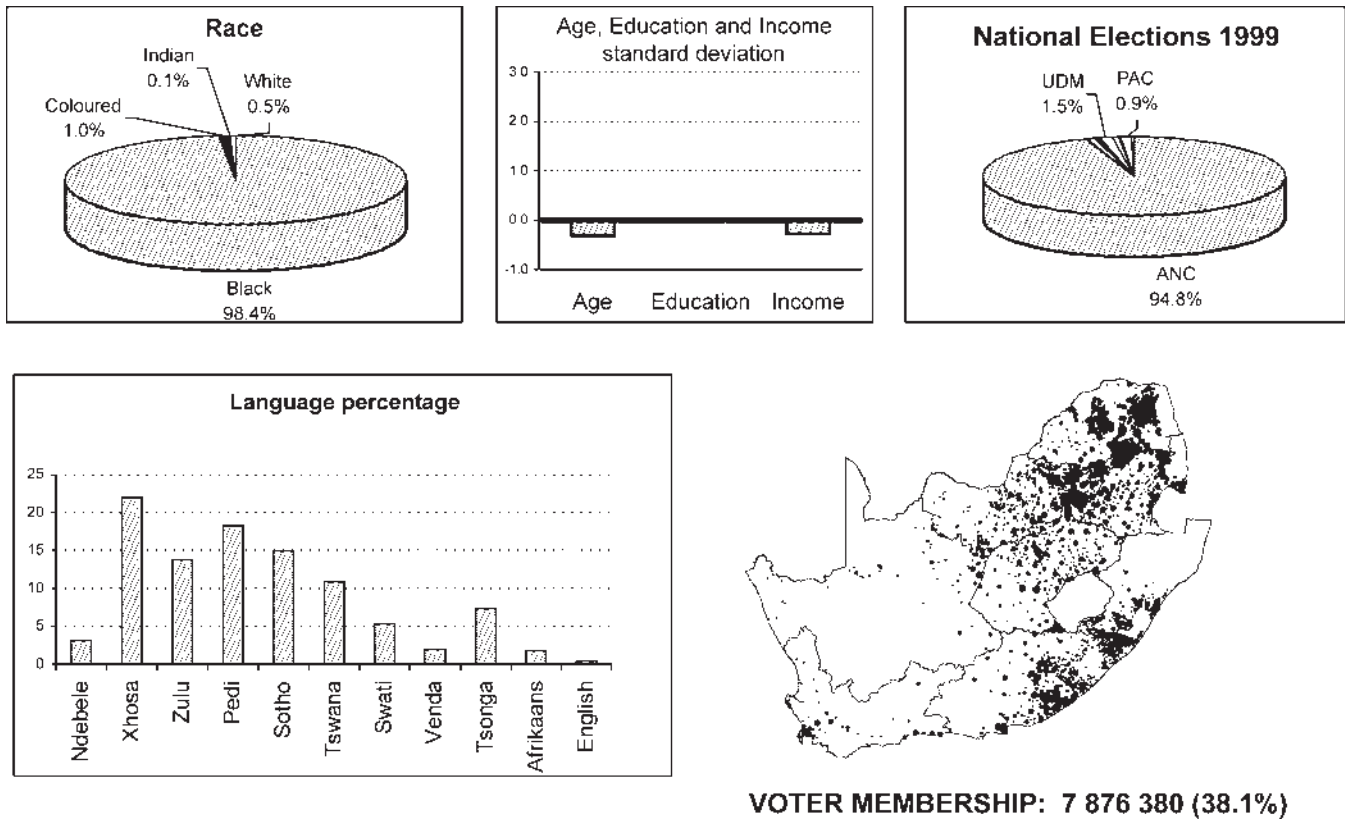 Race
Indian
0.1%
White
0.5%
Coloured
1.0%
Black
98.4%
Age, Education and Income
standard deviation
3.0
2.0
1.0
0.0
-1.0
Age Education Income
National Elections 1999
UDM
1.5%
PAC
0.9%
ANC
94.8%
Language percentage
25
20
15
10
5
0
Ndebele
Xhosa
Zulu
Pedi
Sotho
Tswana
Swati
Venda
Tsonga
Afrikaans
English
VOTER MEMBERSHIP: 7 876 380 (38.1%)